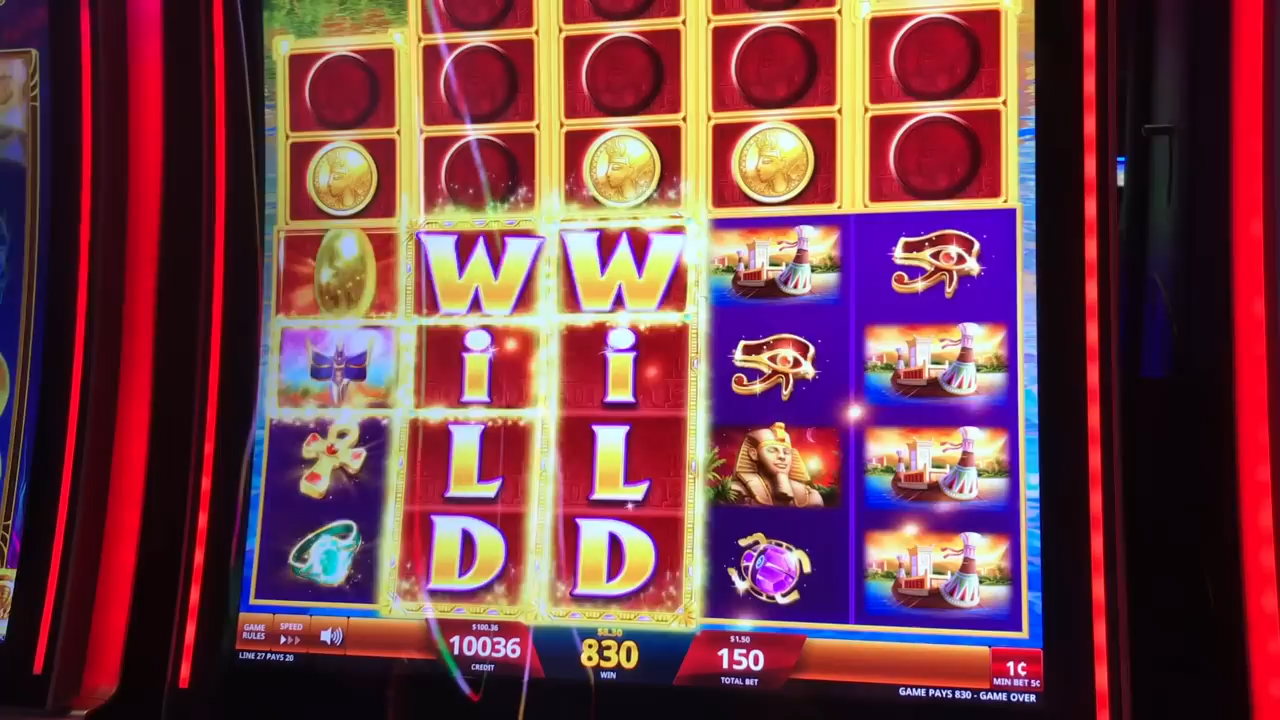 WILD
WILD
GAME RULES
SPEED
$100.36
10036
CREDIT
$8.30
830
WIN
$1.50
150
TOTAL BET
1¢
MIN BET 5¢
LINE 27 PAYS 20
GAME PAYS 830 - GAME OVER